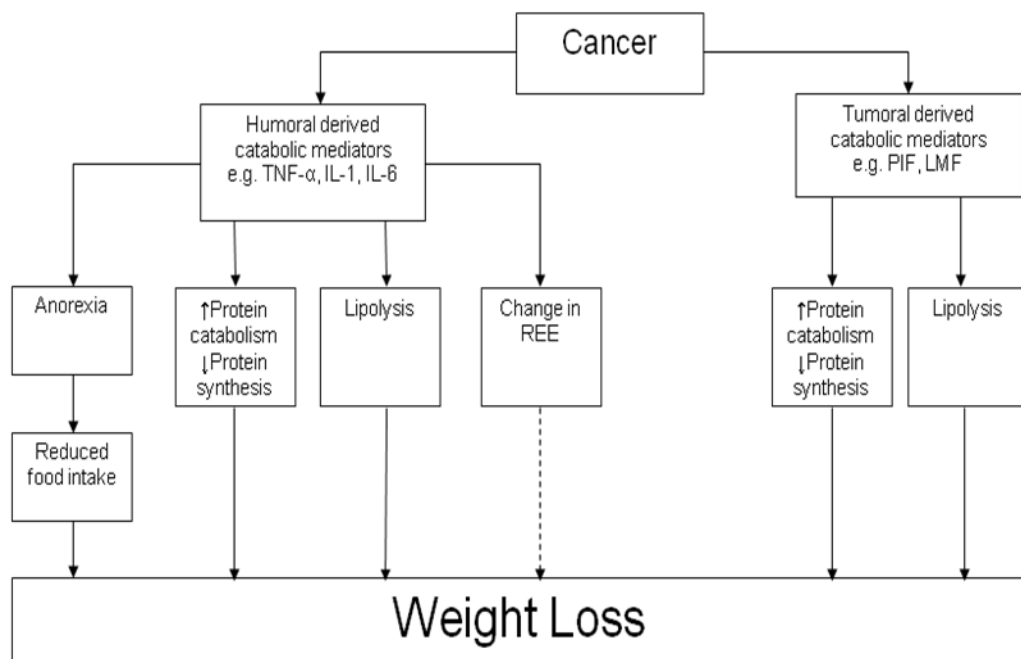 Cancer
Humoral derived
catabolic mediators
e.g. TNF-α, IL-1, IL-6
Tumoral derived
catabolic mediators
e.g. PIF, LMF
Anorexia
↑Protein
catabolism
↓Protein
synthesis
Lipolysis
Change in
REE
↑Protein
catabolism
↓Protein
synthesis
Lipolysis
Reduced
food intake
Weight Loss